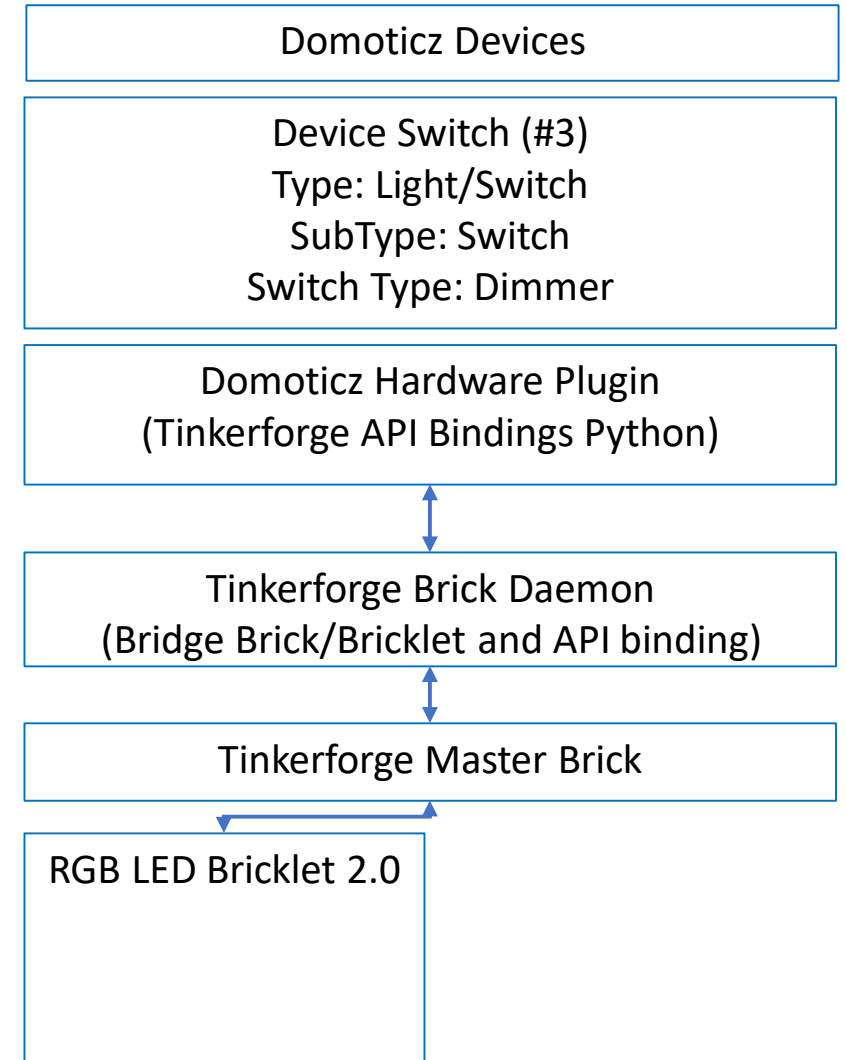 Domoticz Devices
Device Switch (#3)
Type: Light/Switch
SubType: Switch
Switch Type: Dimmer
Domoticz Hardware Plugin
(Tinkerforge API Bindings Python)
Tinkerforge Brick Daemon
(Bridge Brick/Bricklet and API binding)
Tinkerforge Master Brick
RGB LED Bricklet 2.0